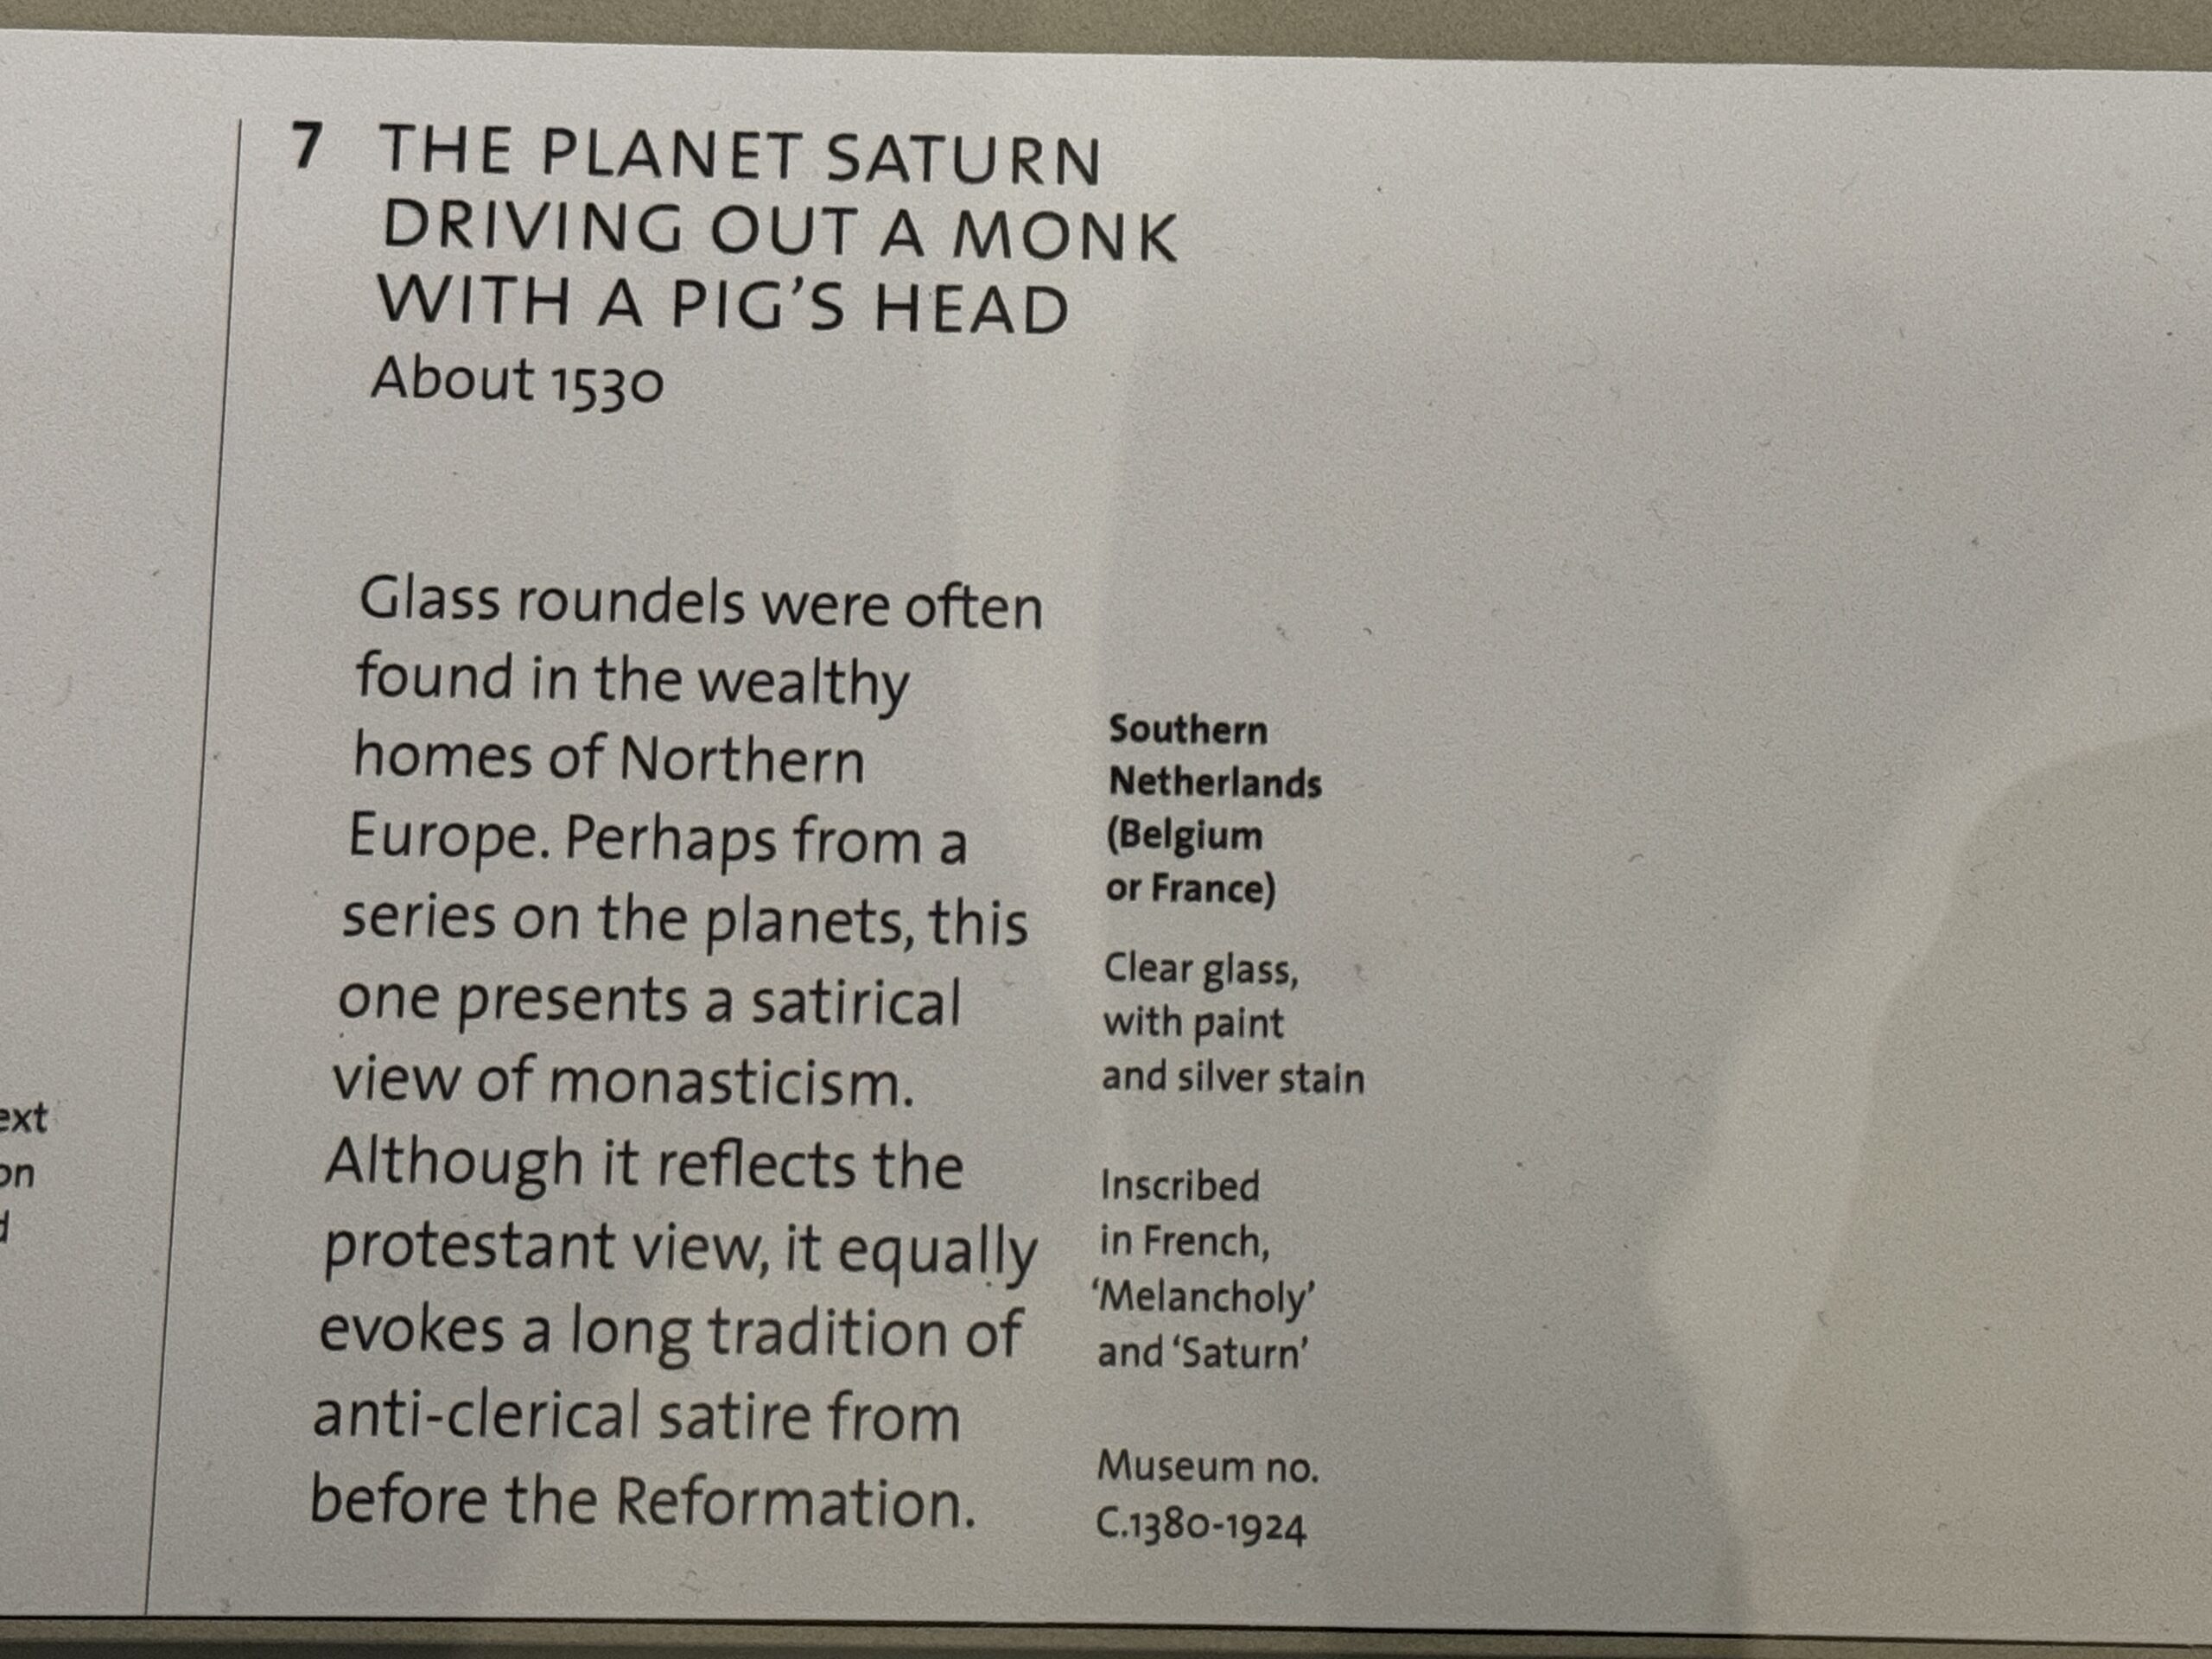 7 THE PLANET SATURN
DRIVING OUT A MONK
WITH A PIG'S HEAD
About 1530
Glass roundels were often
found in the wealthy
homes of Northern
Europe. Perhaps from a
series on the planets, this
one presents a satirical
view of monasticism.
Although it reflects the
protestant view, it equally
evokes a long tradition of
anti-clerical satire from
before the Reformation.
Southern
Netherlands
(Belgium
or France)
Clear glass,
with paint
and silver stain
Inscribed
in French,
‘Melancholy’
and ‘Saturn’
Museum no.
C.1380-1924